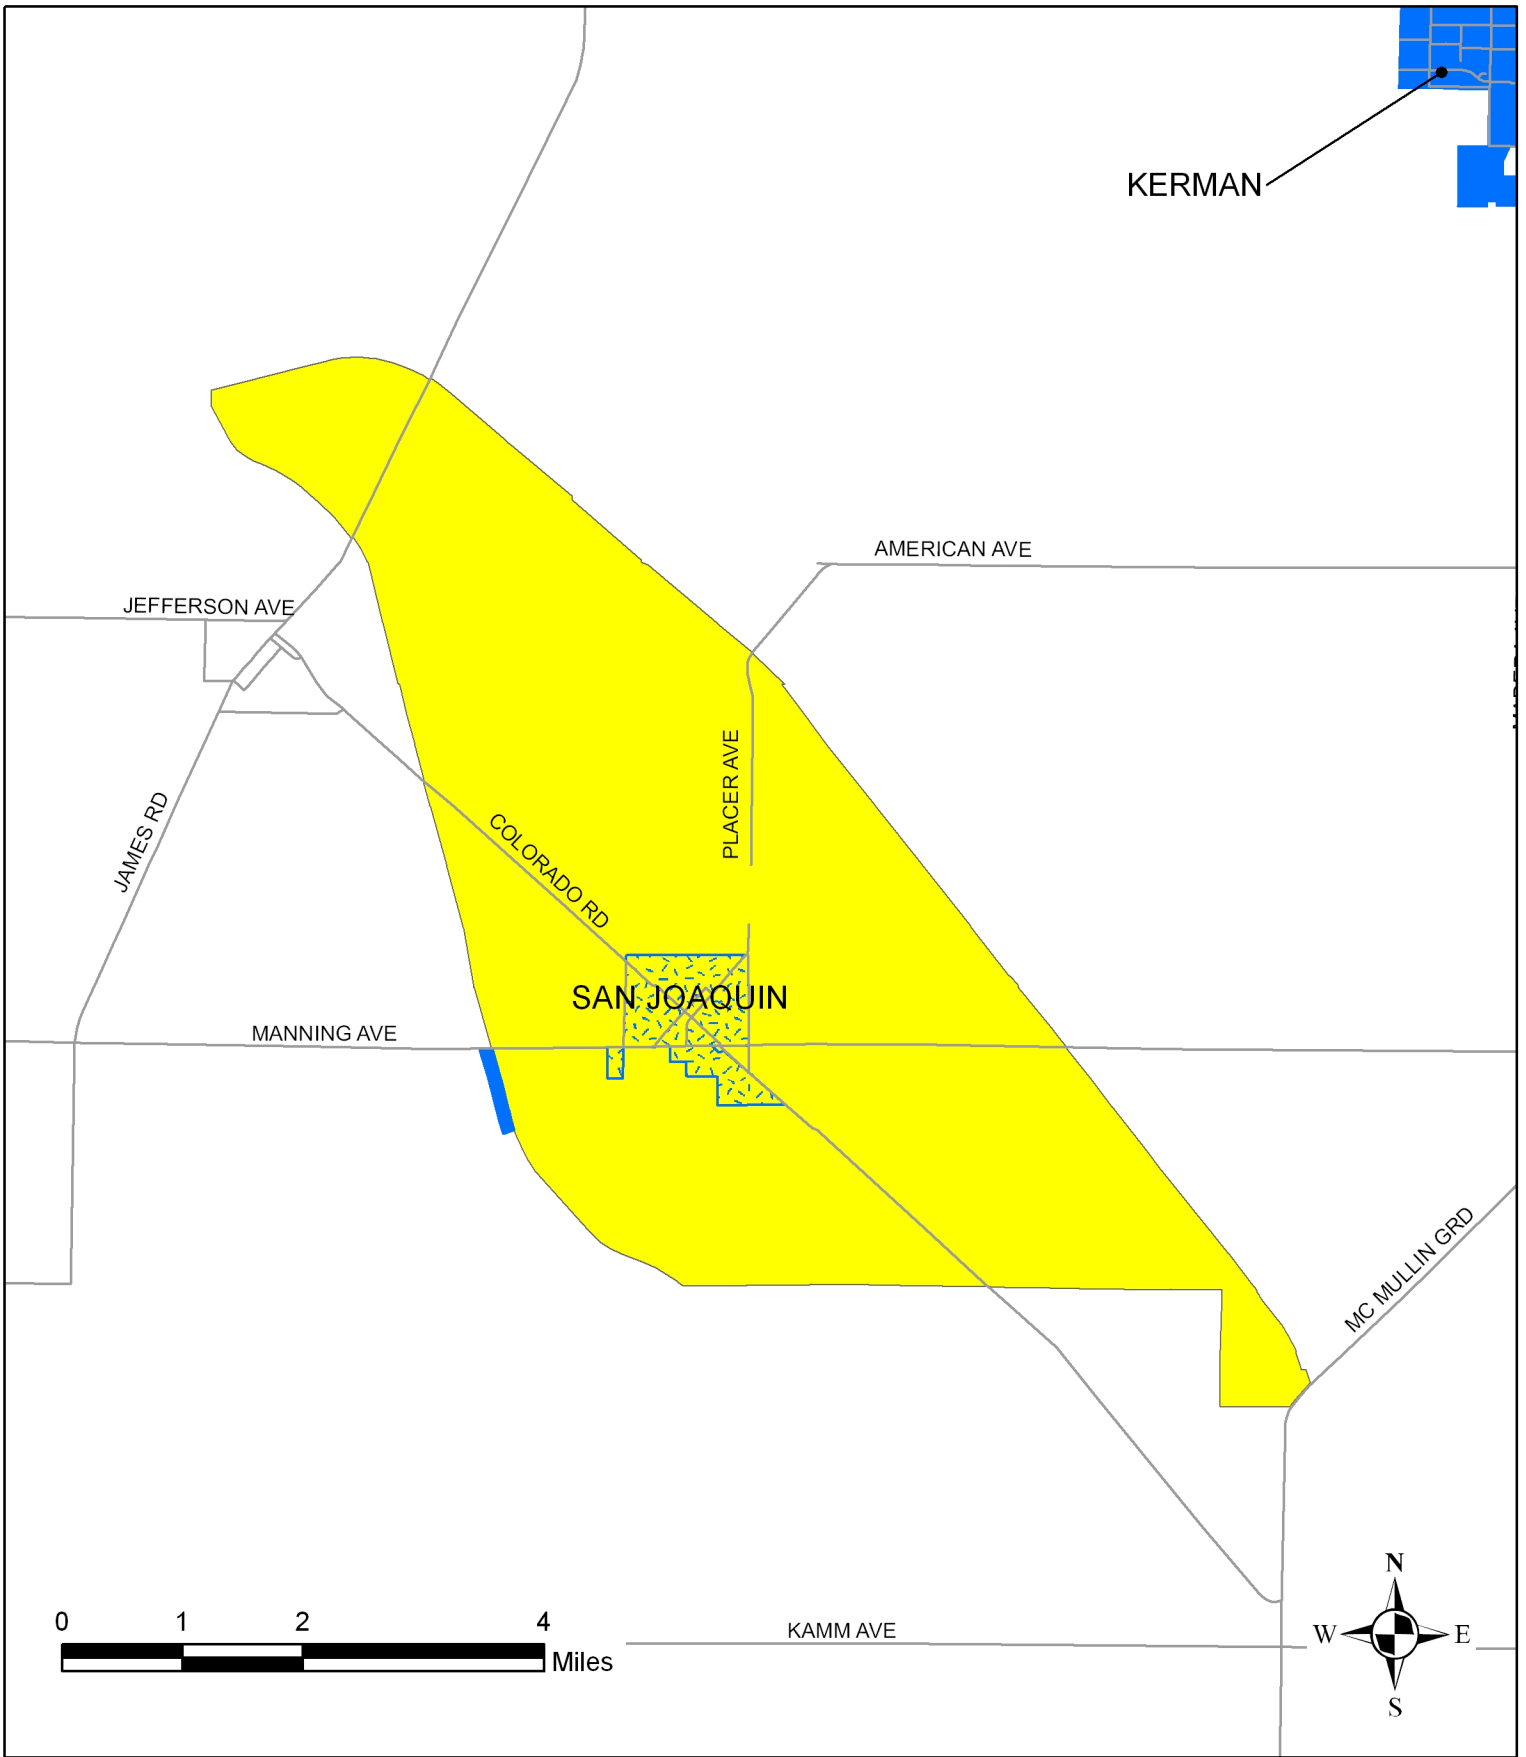 KERMAN
AMERICAN AVE
JEFFERSON AVE
PLACER AVE
JAMES RD
COLORADO RD
SAN JOAQUIN
MANNING AVE
MC MULLIN GRD
N
W E
S
0 1 2 4
Miles
KAMM AVE